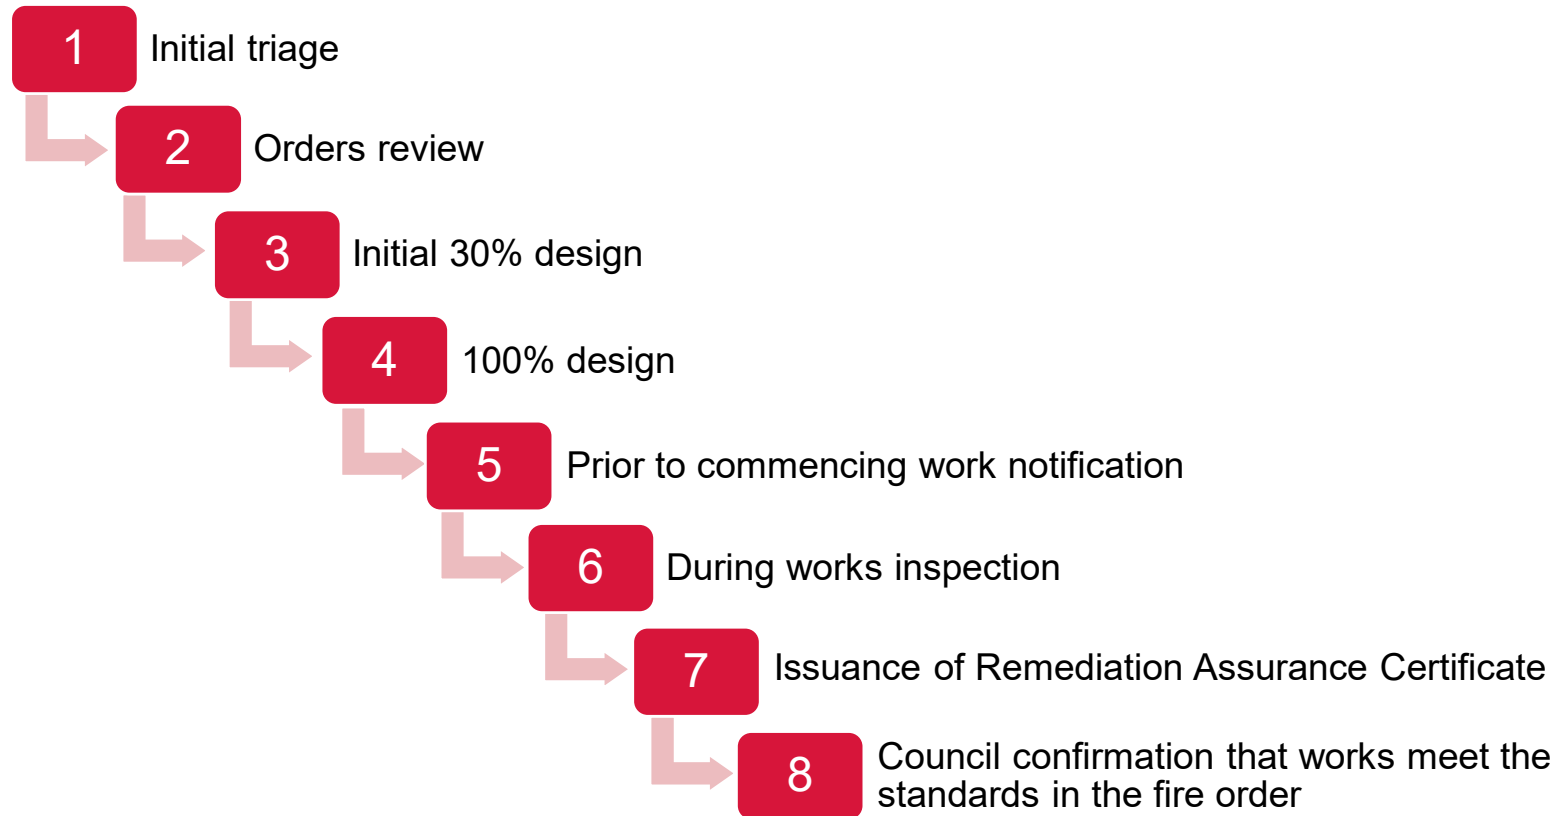 1
Initial triage
2
Orders review
3
Initial 30% design
4
100% design
5
Prior to commencing work notification
6
During works inspection
7
Issuance of Remediation Assurance Certificate
8
Council confirmation that works meet the
standards in the fire order